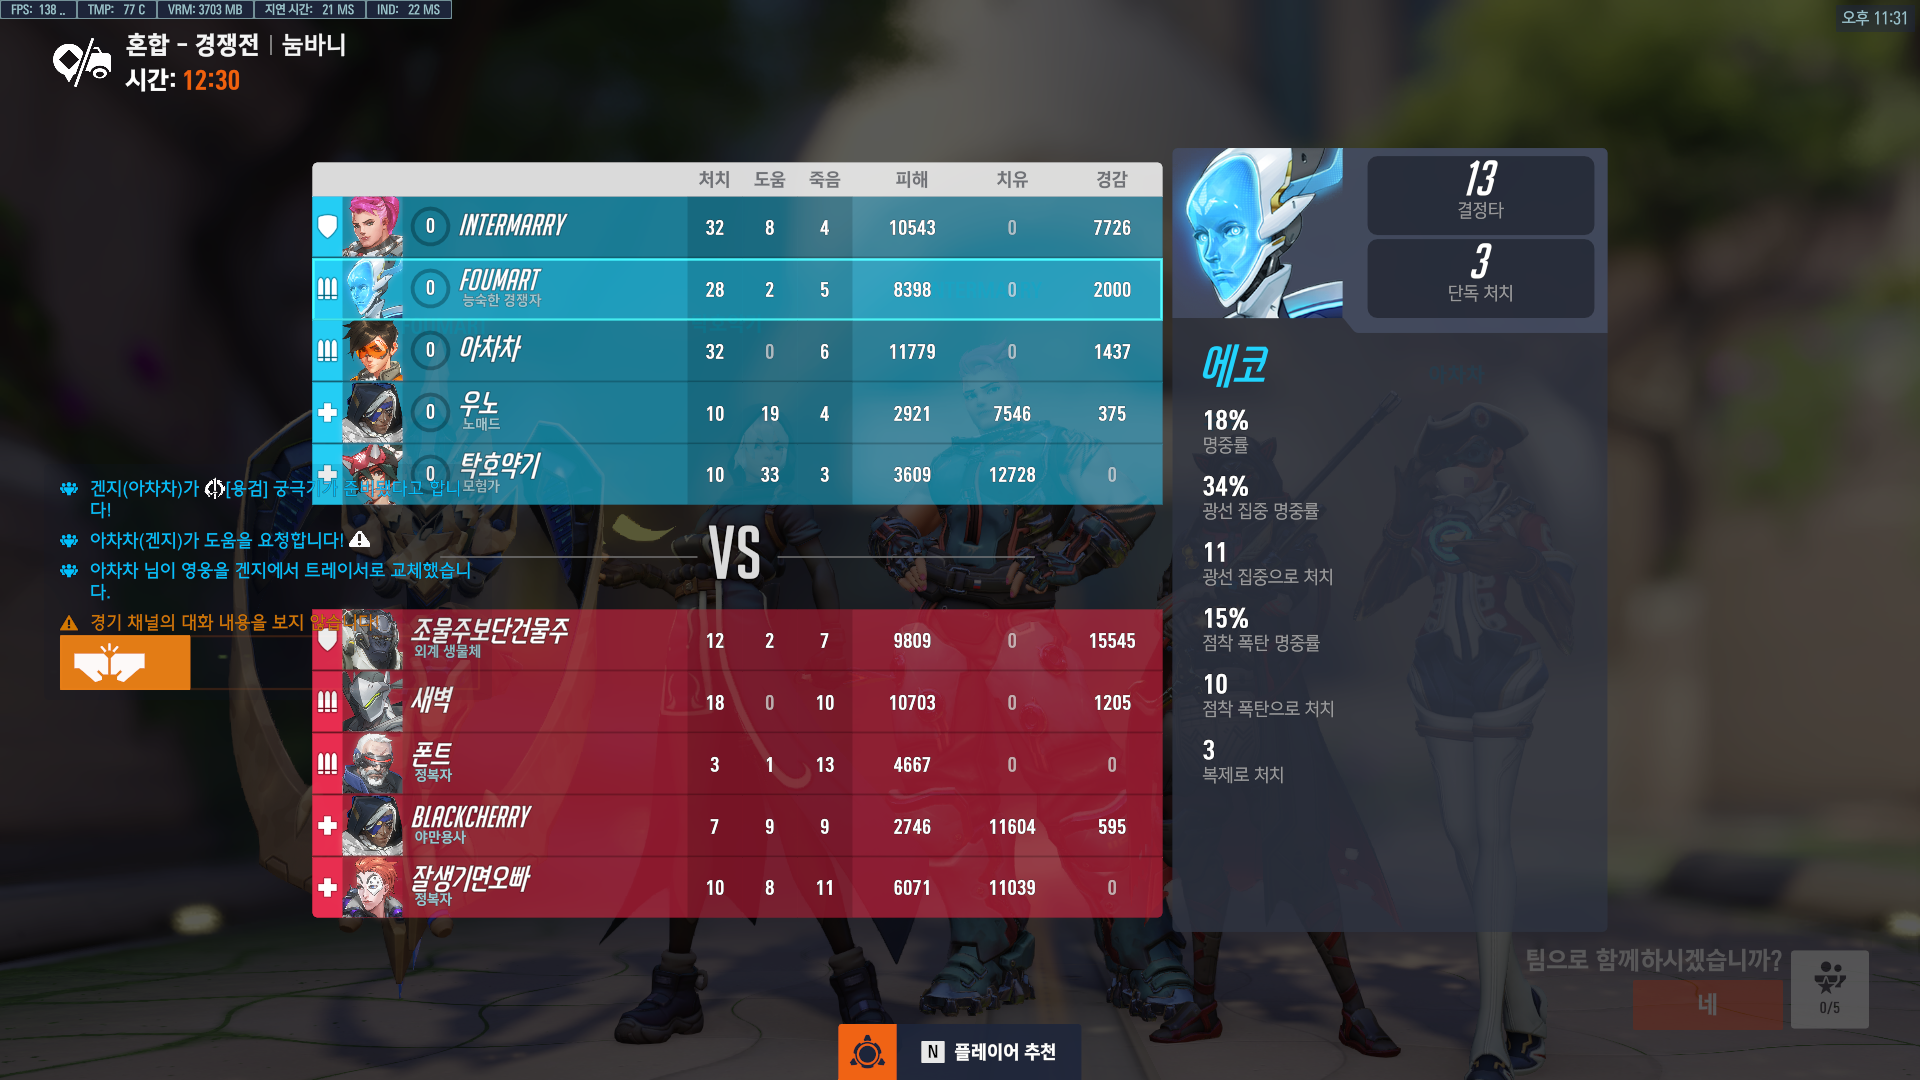 FPS: 138 .. TMP: 77 C VRM: 3703 MB 지연 시간: 21 MS IND: 22 MS
오후 11:31
혼합 - 경쟁전 | 눔바니
시간: 12:30
처치 도움 죽음 피해 치유 경감
0 INTERMARRY 32 8 4 10543 0 7726
0 FOUMART 28 2 5 8398 0 2000
능숙한 경쟁자
0 아차차 32 0 6 11779 0 1437
0 우노 10 19 4 2921 7546 375
노매드
0 탁호약기 10 33 3 3609 12728 0
모험가
겐지(아차차)가 [용검] 궁극기가 준비됐다고 합니
다!
아차차(겐지)가 도움을 요청합니다!
아차차 님이 영웅을 겐지에서 트레이서로 교체했습니
다.
경기 채널의 대화 내용을 보지 않습니다!
VS
조물주보단건물주 12 2 7 9809 0 15545
외계 생물체
새벽 18 0 10 10703 0 1205
폰트 3 1 13 4667 0 0
정복자
BLACKCHERRY 7 9 9 2746 11604 595
야만용사
잘생기면오빠 10 8 11 6071 11039 0
정복자
13
결정타
3
단독 처치
에코
18%
명중률
34%
광선 집중 명중률
11
광선 집중으로 처치
15%
점착 폭탄 명중률
10
점착 폭탄으로 처치
3
복제로 처치
팀으로 함께하시겠습니까?
네
0/5
N 플레이어 추천